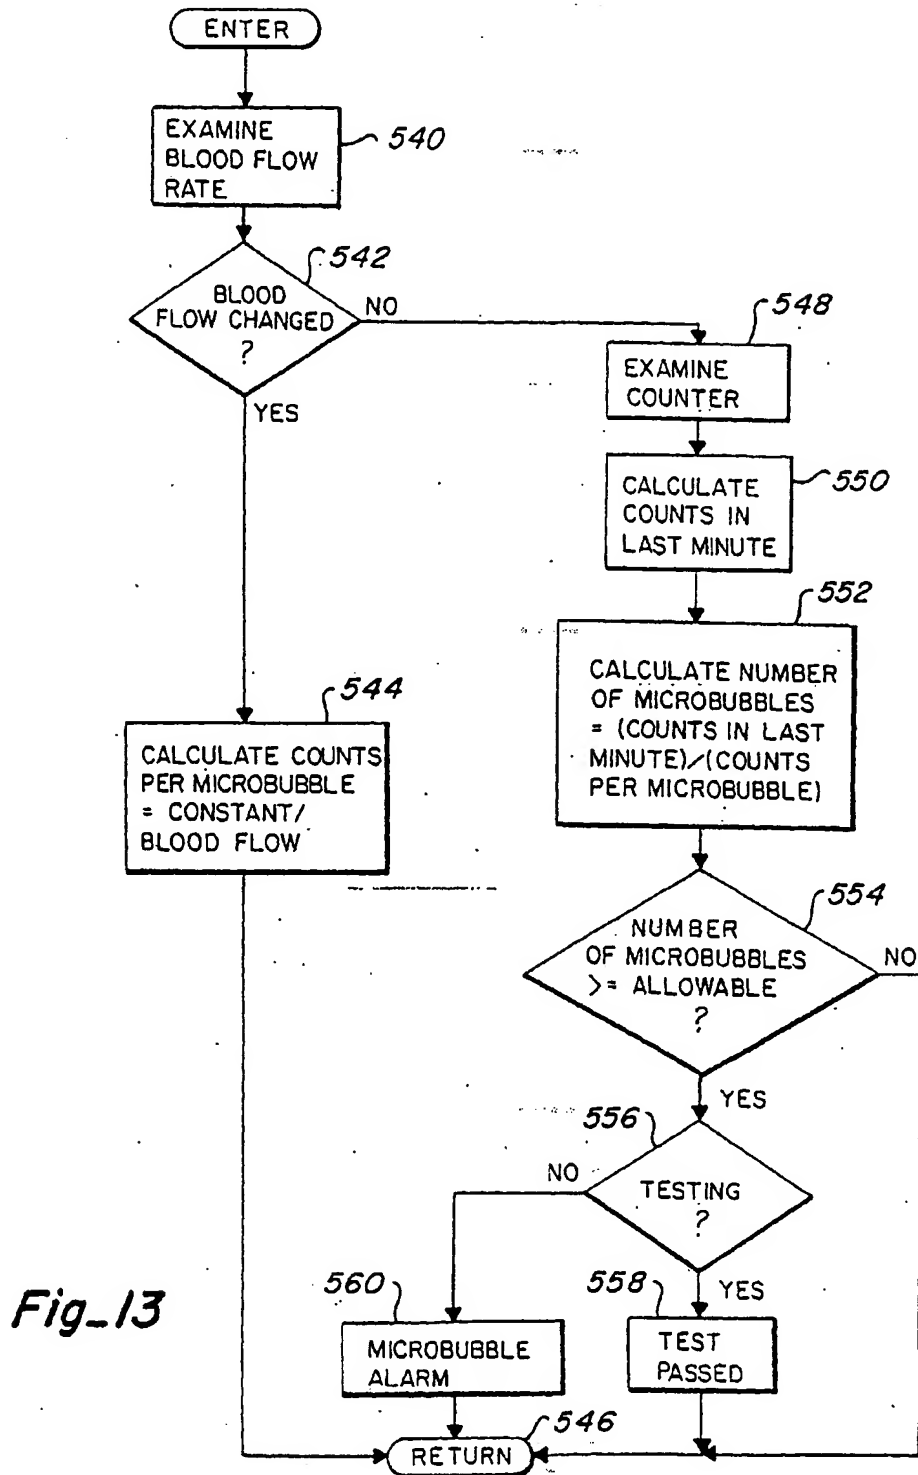 ENTER
EXAMINE
BLOOD FLOW
RATE
540
542
BLOOD
FLOW CHANGED
?
NO
YES
548
EXAMINE
COUNTER
550
CALCULATE
COUNTS IN
LAST MINUTE
552
CALCULATE NUMBER
OF MICROBUBBLES
= (COUNTS IN LAST
MINUTE)/(COUNTS
PER MICROBUBBLE)
544
CALCULATE COUNTS
PER MICROBUBBLE
= CONSTANT/
BLOOD FLOW
554
NUMBER
OF MICROBUBBLES
>= ALLOWABLE
?
NO
YES
556
TESTING
?
NO
YES
560
MICROBUBBLE
ALARM
558
TEST
PASSED
546
RETURN
Fig_13